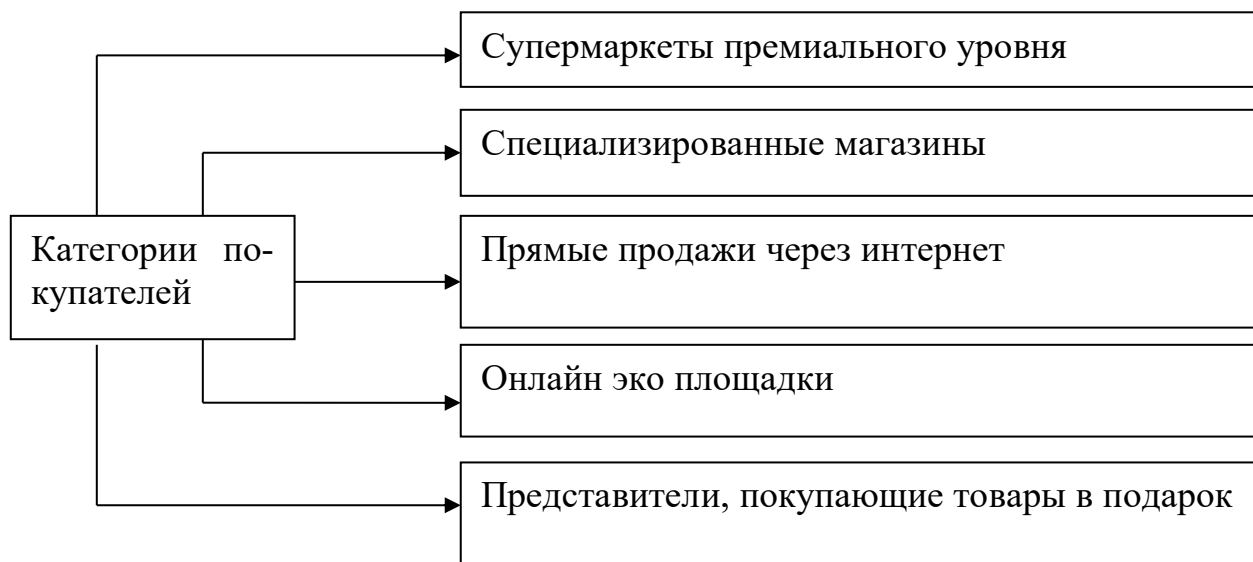 Супермаркеты премиального уровня
Специализированные магазины
Категории по-
купателей
Прямые продажи через интернет
Онлайн эко площадки
Представители, покупающие товары в подарок